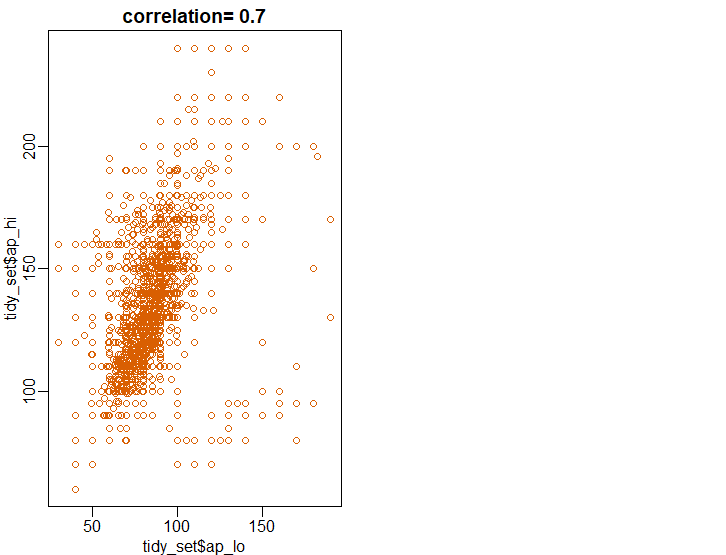 correlation= 0.7
tidy_set$ap_hi
200
150
100
50 100 150
tidy_set$ap_lo